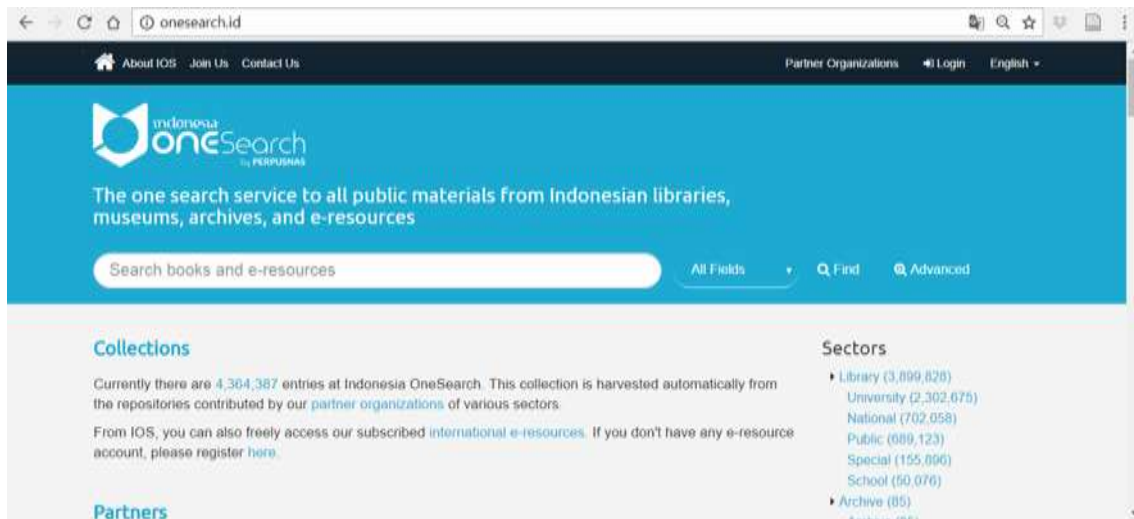 onesearch.id
About IOS Join Us Contact Us Partner Organizations Login English
indonesia
OneSearch
by PERPUSNAS
The one search service to all public materials from Indonesian libraries,
museums, archives, and e-resources
Search books and e-resources All Fields Find Advanced
Collections
Currently there are 4,364,387 entries at Indonesia OneSearch. This collection is harvested automatically from
the repositories contributed by our partner organizations of various sectors.
From IOS, you can also freely access our subscribed international e-resources. If you don't have any e-resource
account, please register here.
Partners
Sectors
Library (3,899,828)
University (2,302,675)
National (702,058)
Public (689,123)
Special (155,896)
School (50,076)
Archive (85)